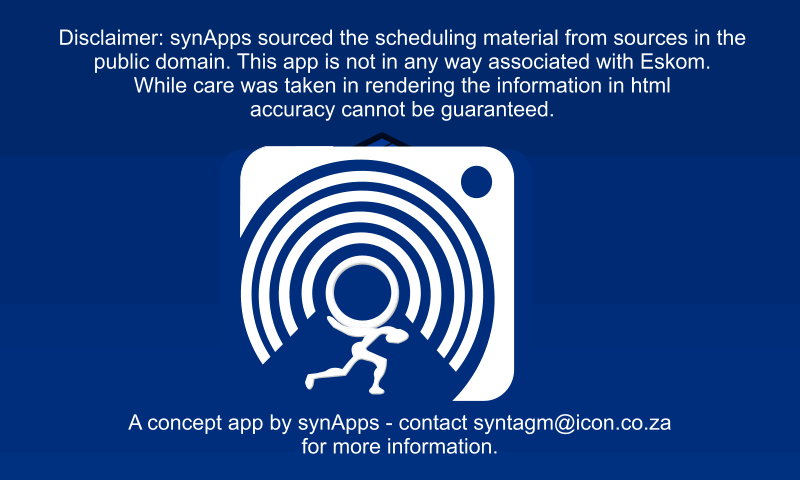 Disclaimer: synApps sourced the scheduling material from sources in the
public domain. This app is not in any way associated with Eskom.
While care was taken in rendering the information in html
accuracy cannot be guaranteed.
A concept app by synApps - contact syntagm@icon.co.za
for more information.